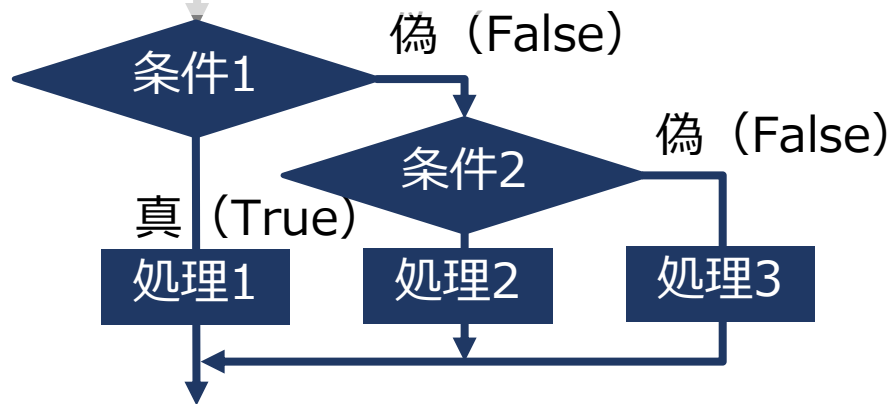 偽（False）
条件1
偽（False）
条件2
真（True）
処理1
処理2
処理3